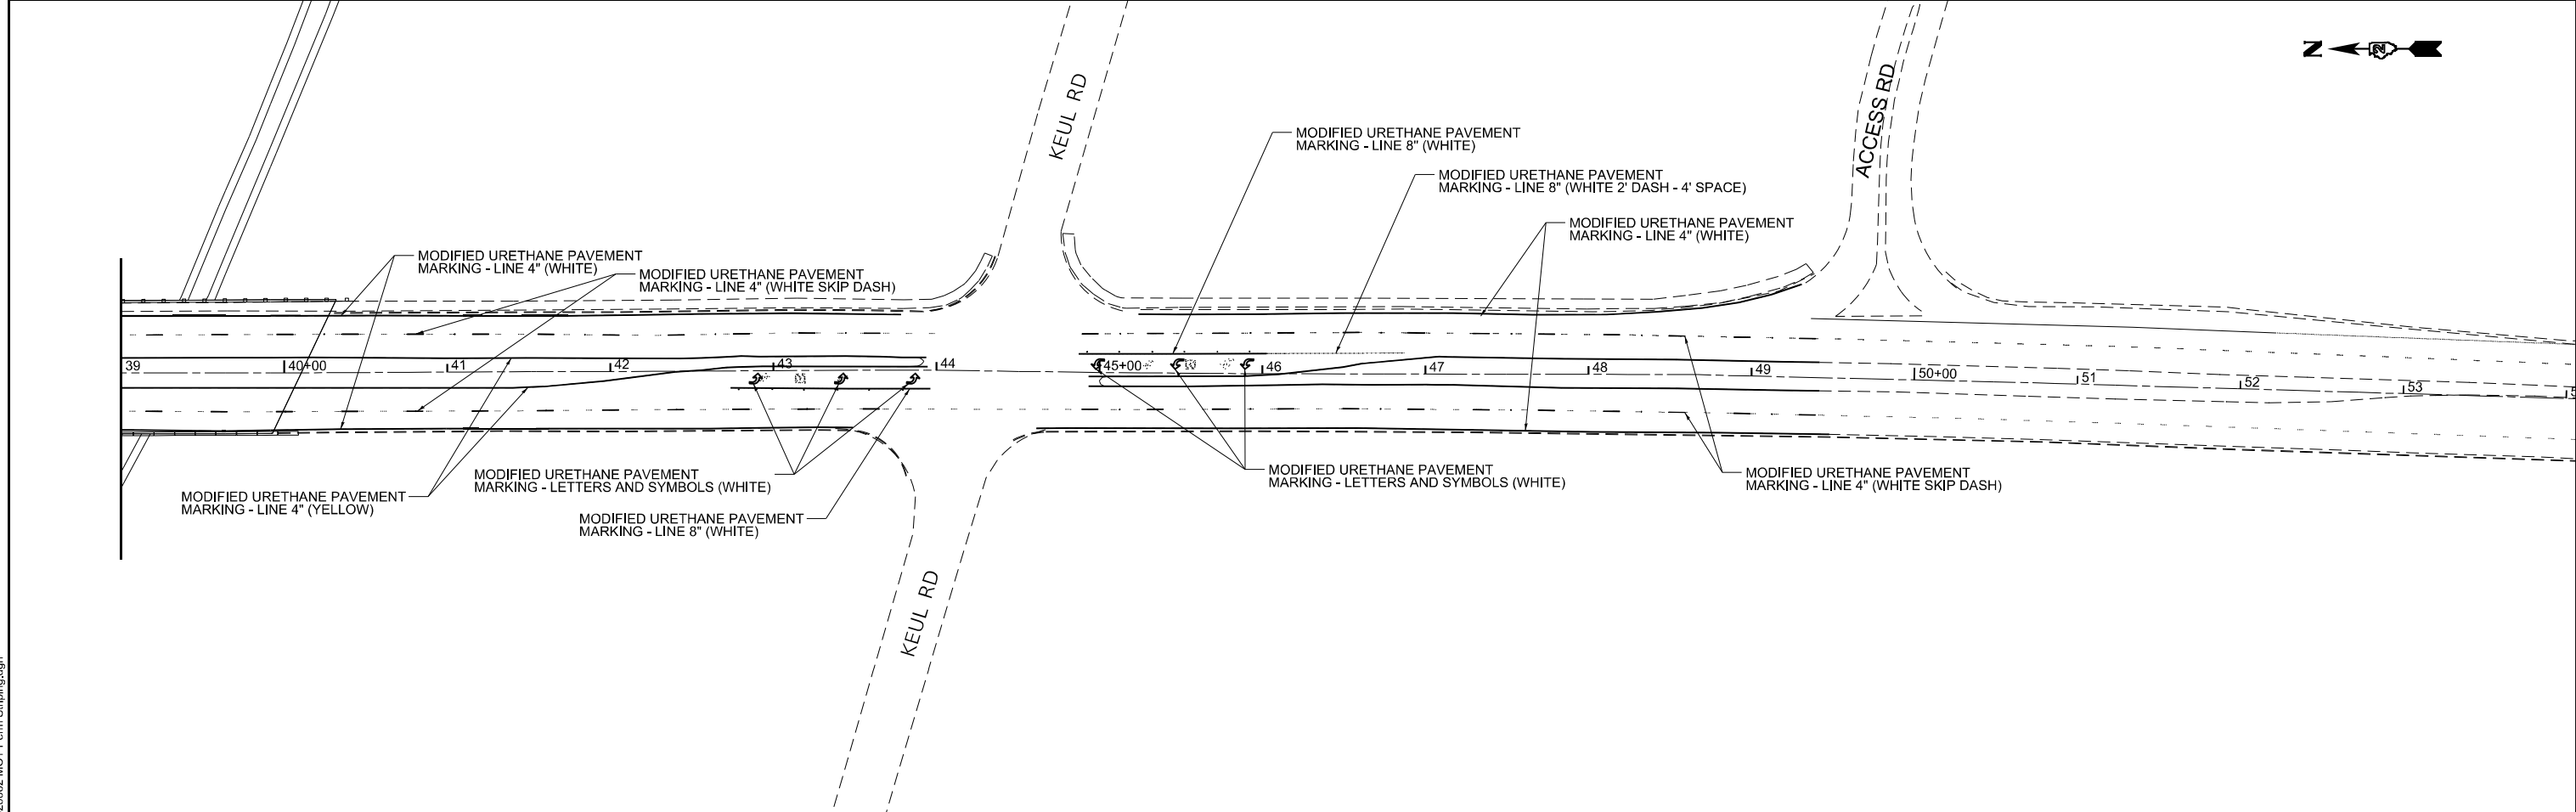 N
2
KEUL RD
ACCESS RD
MODIFIED URETHANE PAVEMENT
MARKING - LINE 8" (WHITE)
MODIFIED URETHANE PAVEMENT
MARKING - LINE 8" (WHITE 2' DASH - 4' SPACE)
MODIFIED URETHANE PAVEMENT
MARKING - LINE 4" (WHITE)
MODIFIED URETHANE PAVEMENT
MARKING - LINE 4" (WHITE)
MODIFIED URETHANE PAVEMENT
MARKING - LINE 4" (WHITE SKIP DASH)
39 40+00 41 42 43 44 45+00 46 47 48 49 50+00 51 52 53
MODIFIED URETHANE PAVEMENT
MARKING - LINE 4" (YELLOW)
MODIFIED URETHANE PAVEMENT
MARKING - LETTERS AND SYMBOLS (WHITE)
MODIFIED URETHANE PAVEMENT
MARKING - LINE 8" (WHITE)
MODIFIED URETHANE PAVEMENT
MARKING - LETTERS AND SYMBOLS (WHITE)
MODIFIED URETHANE PAVEMENT
MARKING - LINE 4" (WHITE SKIP DASH)
KEUL RD